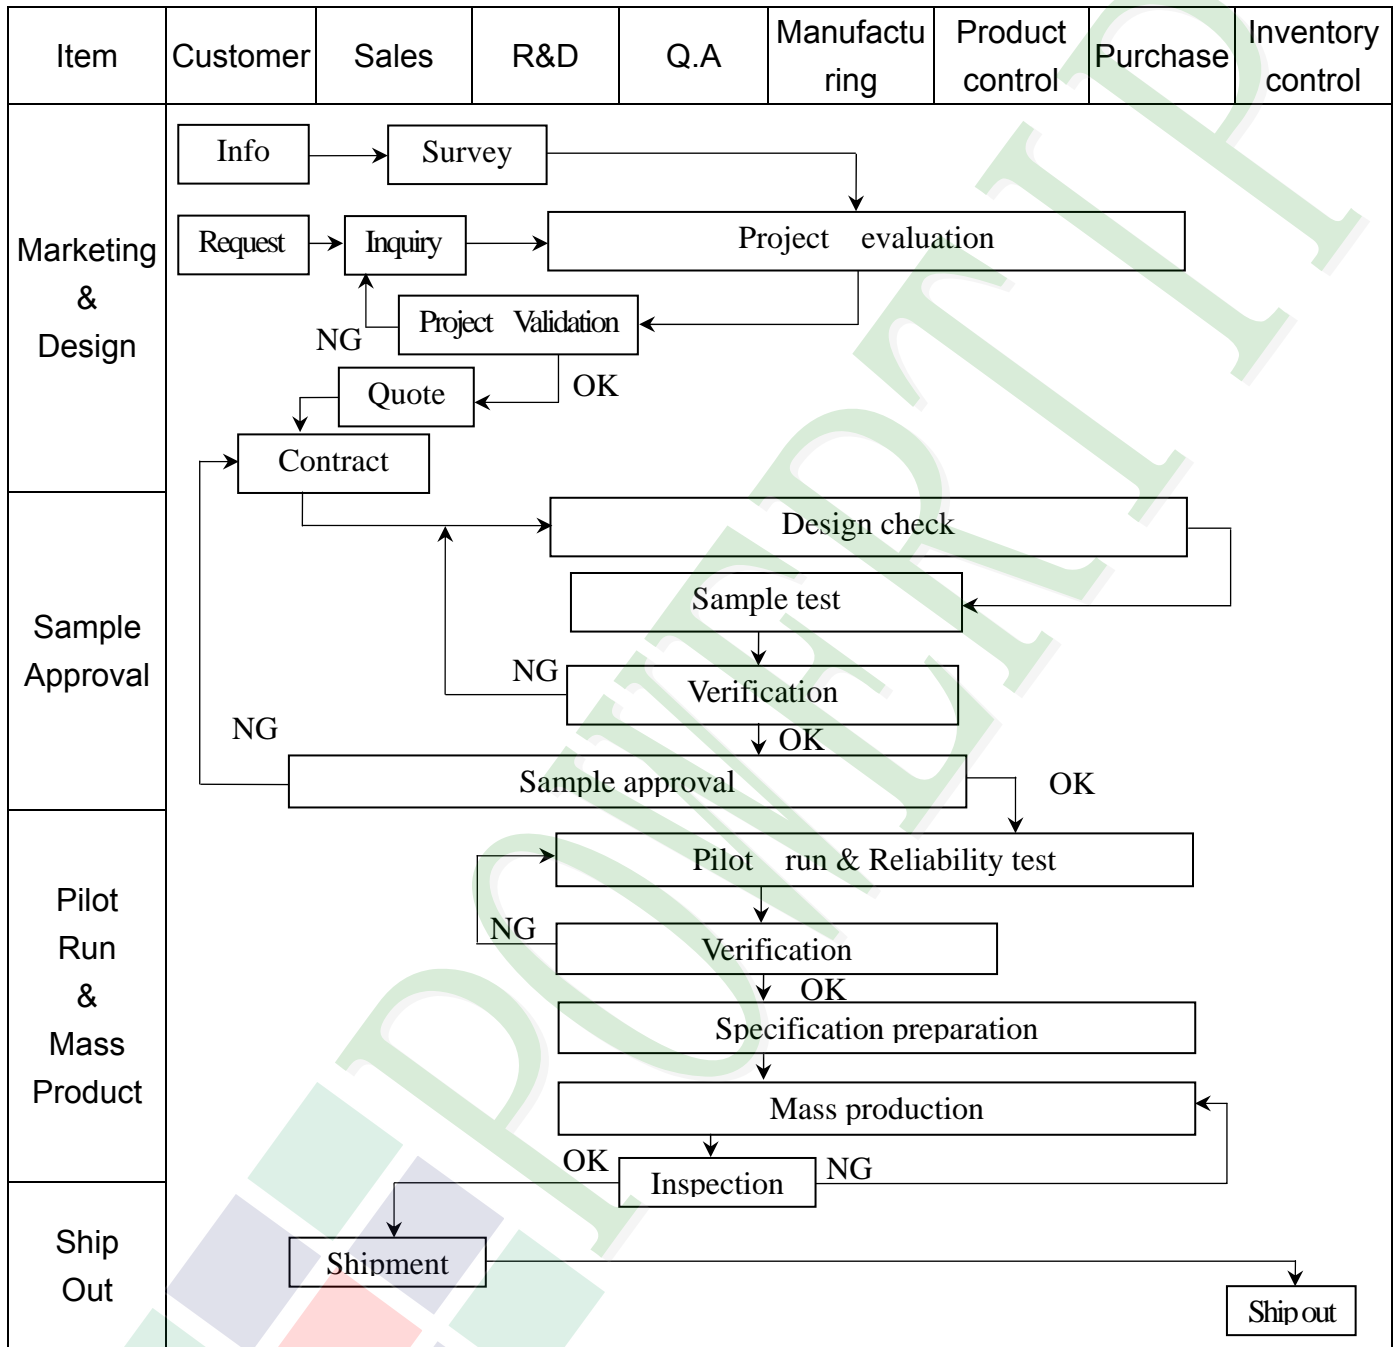 Item
Customer
Sales
R&D
Q.A
Manufactu
ring
Product
control
Purchase
Inventory
control
Marketing
&
Design
Info
Survey
Request
Inquiry
Project evaluation
Project Validation
NG
OK
Quote
Contract
Sample
Approval
Design check
Sample test
NG
Verification
OK
NG
Sample approval
OK
Pilot
Run
&
Mass
Product
Pilot run & Reliability test
NG
Verification
OK
Specification preparation
Mass production
OK
Inspection
NG
Ship
Out
Shipment
Ship out
POWERTIP